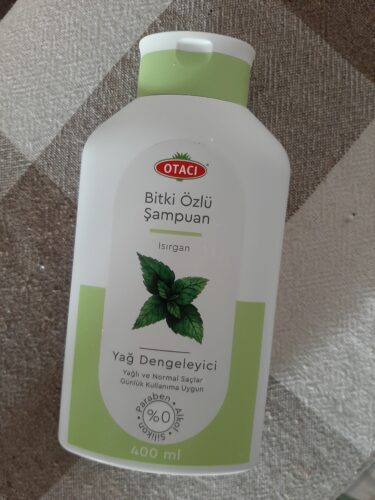 OTACI
Bitki Özlü
Şampuan
Isırgan
Yağ Dengeleyici
Yağlı ve Normal Saçlar
Günlük Kullanıma Uygun
Paraben • Alkol • Silikon •
%0
400 ml